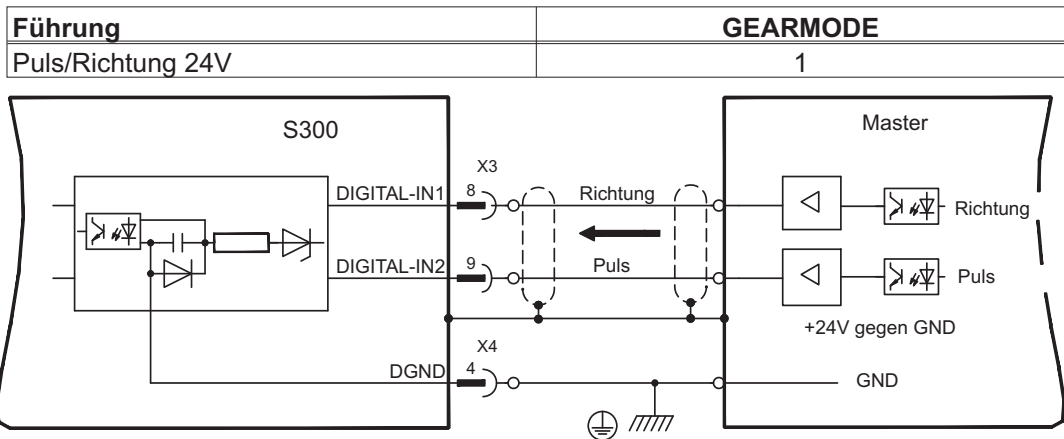 Führung GEARMODE
Puls/Richtung 24V 1
S300 Master
X3
DIGITAL-IN1 8 Richtung Richtung
DIGITAL-IN2 9 Puls Puls
+24V gegen GND
X4
DGND 4 GND